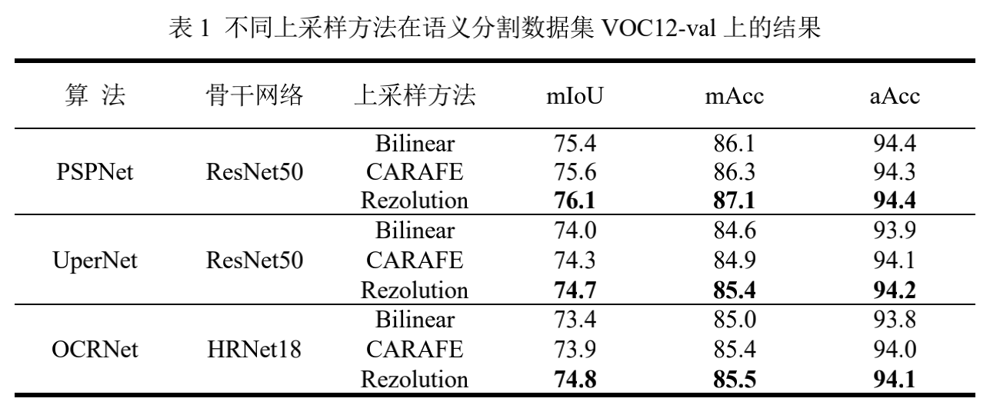 表 1 不同上采样方法在语义分割数据集 VOC12-val 上的结果
算 法 骨干网络 上采样方法 mIoU mAcc aAcc
Bilinear 75.4 86.1 94.4
PSPNet ResNet50 CARAFE 75.6 86.3 94.3
Rezolution 76.1 87.1 94.4
Bilinear 74.0 84.6 93.9
UperNet ResNet50 CARAFE 74.3 84.9 94.1
Rezolution 74.7 85.4 94.2
Bilinear 73.4 85.0 93.8
OCRNet HRNet18 CARAFE 73.9 85.4 94.0
Rezolution 74.8 85.5 94.1